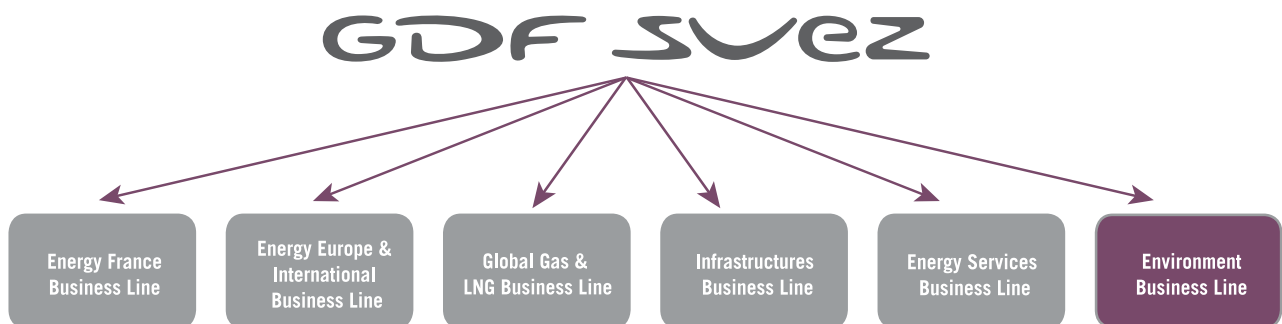 GDF SUEZ
Energy France
Business Line
Energy Europe &
International
Business Line
Global Gas &
LNG Business Line
Infrastructures
Business Line
Energy Services
Business Line
Environment
Business Line